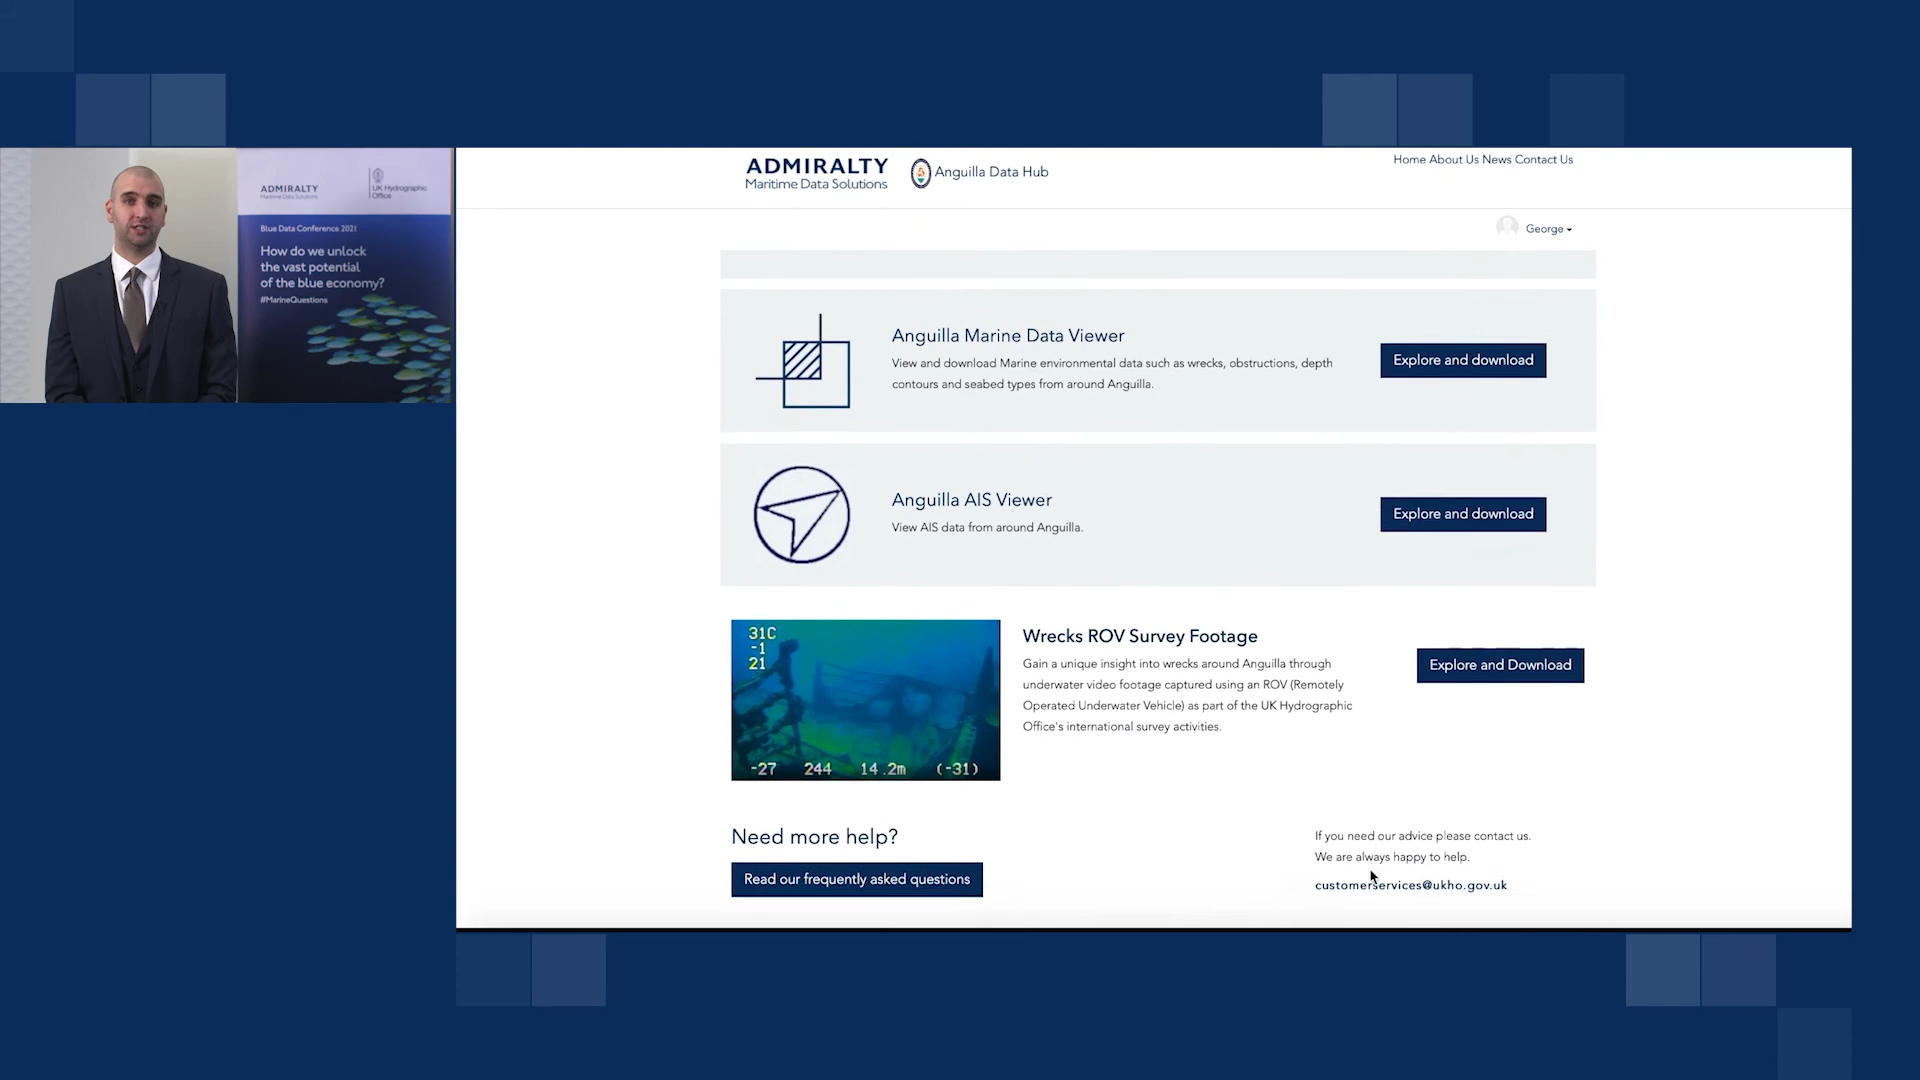 ADMIRALTY
Maritime Data Solutions
UK Hydrographic
Office
Blue Data Conference 2021
How do we unlock
the vast potential
of the blue economy?
#MarineQuestions
ADMIRALTY
Maritime Data Solutions
Anguilla Data Hub
Home About Us News Contact Us
George
Anguilla Marine Data Viewer
View and download Marine environmental data such as wrecks, obstructions, depth
contours and seabed types from around Anguilla.
Explore and download
Anguilla AIS Viewer
View AIS data from around Anguilla.
Explore and download
31C
-1
21
-27 244 14.2m (-31)
Wrecks ROV Survey Footage
Gain a unique insight into wrecks around Anguilla through
underwater video footage captured using an ROV (Remotely
Operated Underwater Vehicle) as part of the UK Hydrographic
Office's international survey activities.
Explore and Download
Need more help?
Read our frequently asked questions
If you need our advice please contact us.
We are always happy to help.
customerservices@ukho.gov.uk